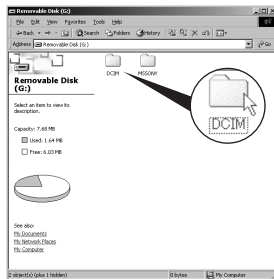 Removable Disk (G:)
File Edit View Favorites Tools Help
Back Search Folders History
Address Removable Disk (G:) Go
Removable Disk
(G:)
DCIM MSSONY
Select an item to view its
description.
DCIM
Capacity: 7.68 MB
Used: 1.64 MB
Free: 6.03 MB
See also:
My Documents
My Network Places
My Computer
2 object(s) (plus 1 hidden) 0 bytes My Computer